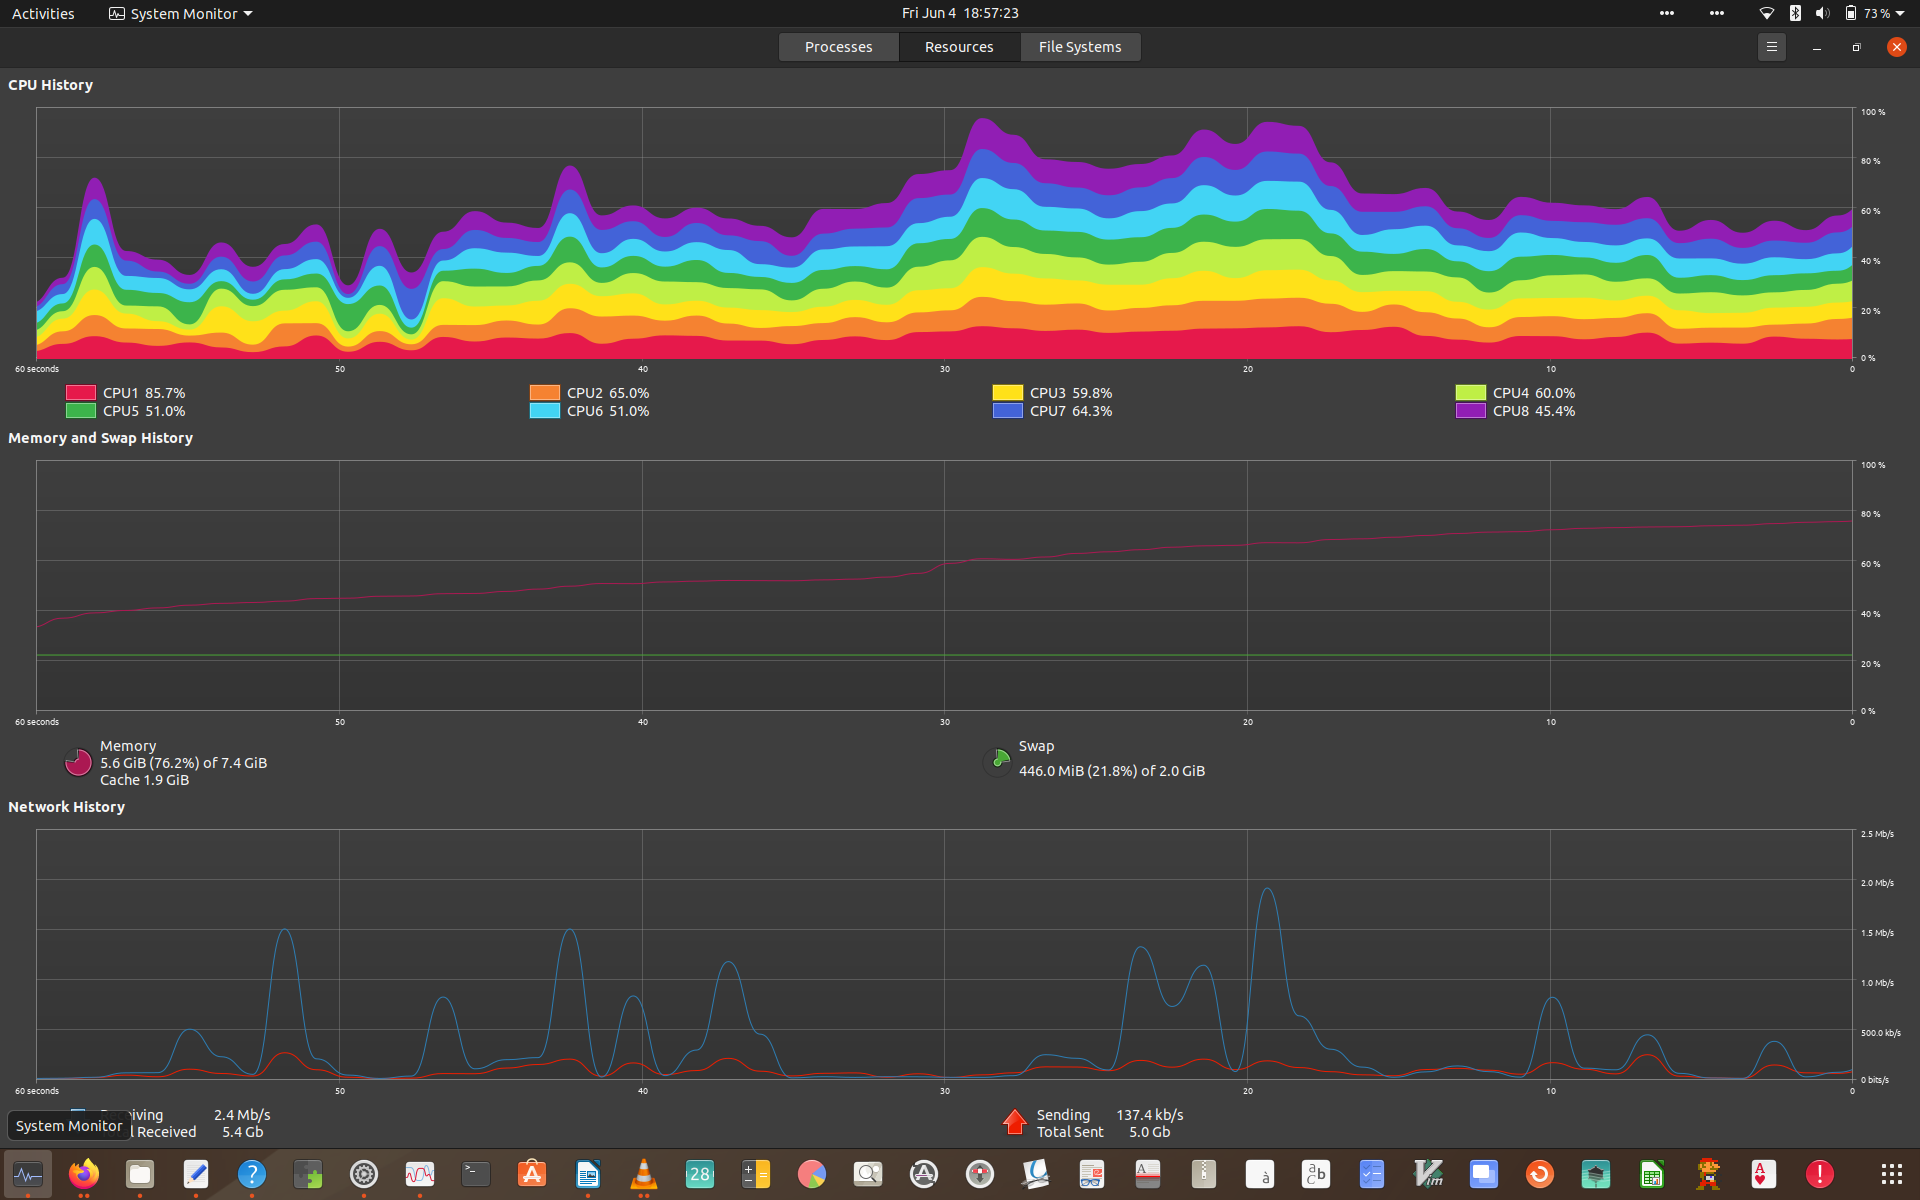 Activities System Monitor Fri Jun 4 18:57:23 73 %
Processes Resources File Systems
CPU History
100 %
80 %
60 %
40 %
20 %
0 %
60 seconds 50 40 30 20 10 0
CPU1 85.7% CPU2 65.0% CPU3 59.8% CPU4 60.0%
CPU5 51.0% CPU6 51.0% CPU7 64.3% CPU8 45.4%
Memory and Swap History
100 %
80 %
60 %
40 %
20 %
0 %
60 seconds 50 40 30 20 10 0
Memory
5.6 GiB (76.2%) of 7.4 GiB
Cache 1.9 GiB
Swap
446.0 MiB (21.8%) of 2.0 GiB
Network History
2.5 Mb/s
2.0 Mb/s
1.5 Mb/s
1.0 Mb/s
500.0 kb/s
0 bits/s
60 seconds 50 40 30 20 10 0
iving 2.4 Mb/s Sending 137.4 kb/s
l Received 5.4 Gb Total Sent 5.0 Gb
System Monitor
28